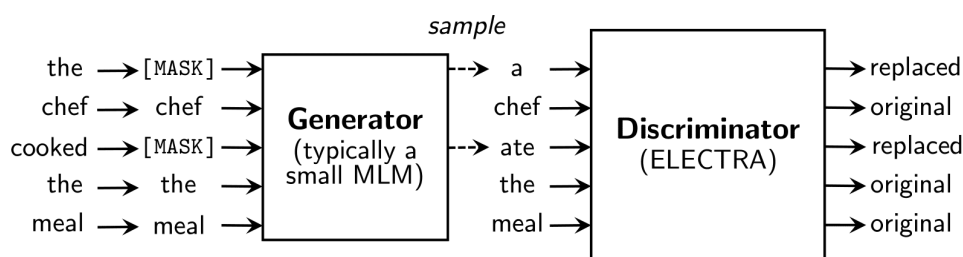 sample
the [MASK] a replaced
chef chef chef original
cooked [MASK] ate replaced
the the the original
meal meal meal original
Generator
(typically a
small MLM)
Discriminator
(ELECTRA)